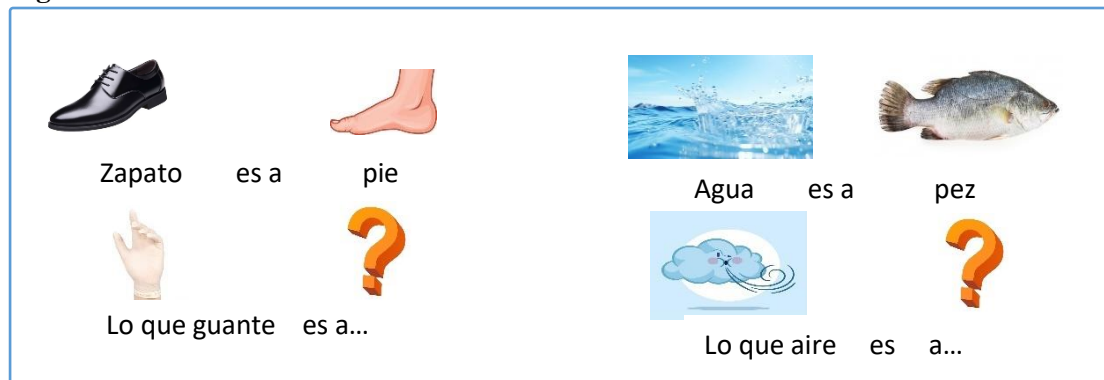 Zapato es a pie
Lo que guante es a...
Agua es a pez
Lo que aire es a...